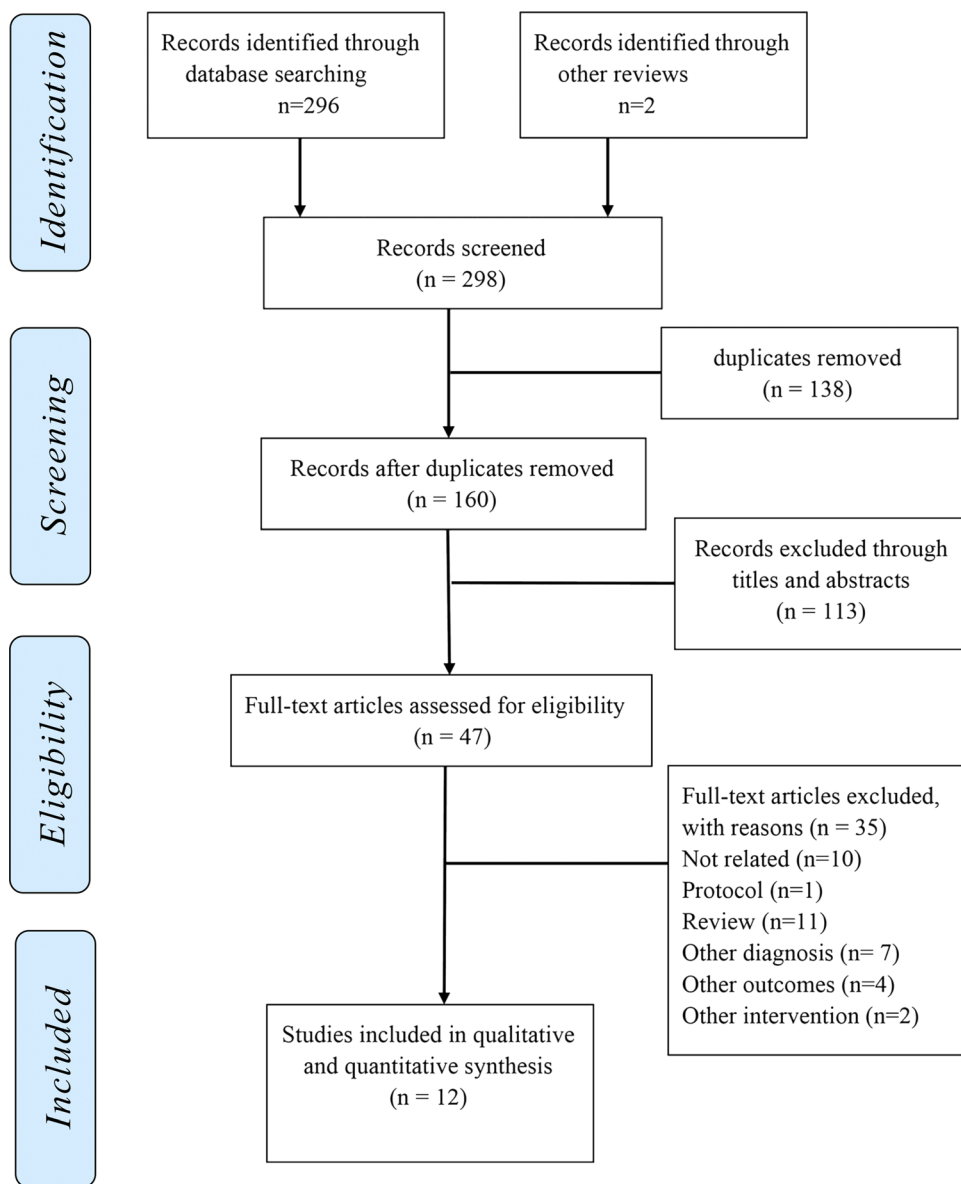 Identification
Records identified through
database searching
n=296
Records identified through
other reviews
n=2
Records screened
(n = 298)
Screening
duplicates removed
(n = 138)
Records after duplicates removed
(n = 160)
Records excluded through
titles and abstracts
(n = 113)
Eligibility
Full-text articles assessed for eligibility
(n = 47)
Full-text articles excluded,
with reasons (n = 35)
Not related (n=10)
Protocol (n=1)
Review (n=11)
Other diagnosis (n= 7)
Other outcomes (n=4)
Other intervention (n=2)
Included
Studies included in qualitative
and quantitative synthesis
(n = 12)